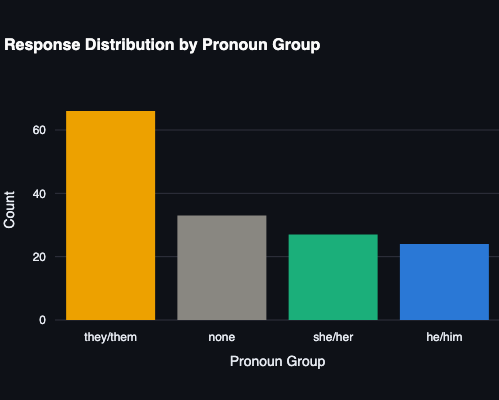 Response Distribution by Pronoun Group
60
40
20
0
Count
they/them
none
she/her
he/him
Pronoun Group